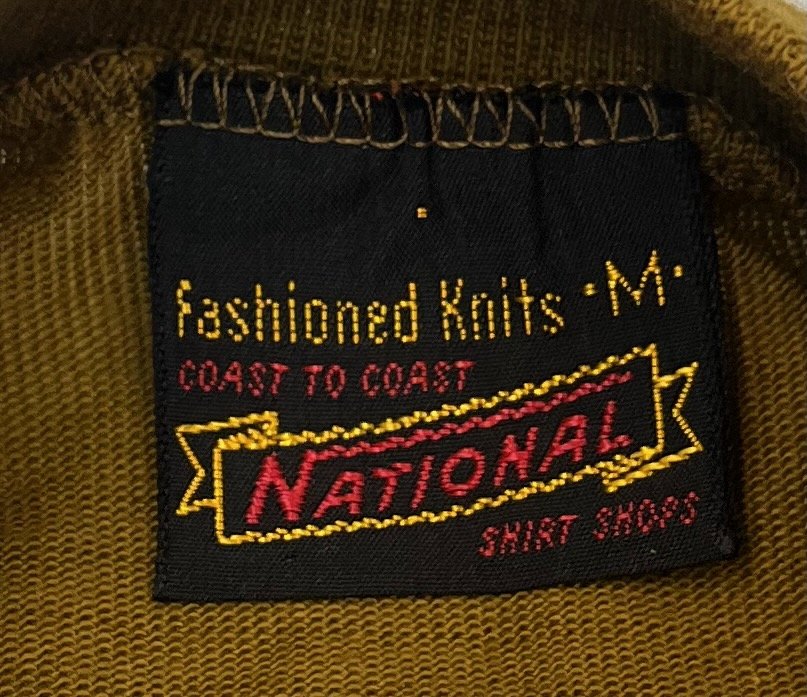 Fashioned Knits ·M·
COAST TO COAST
NATIONAL
SHIRT SHOPS